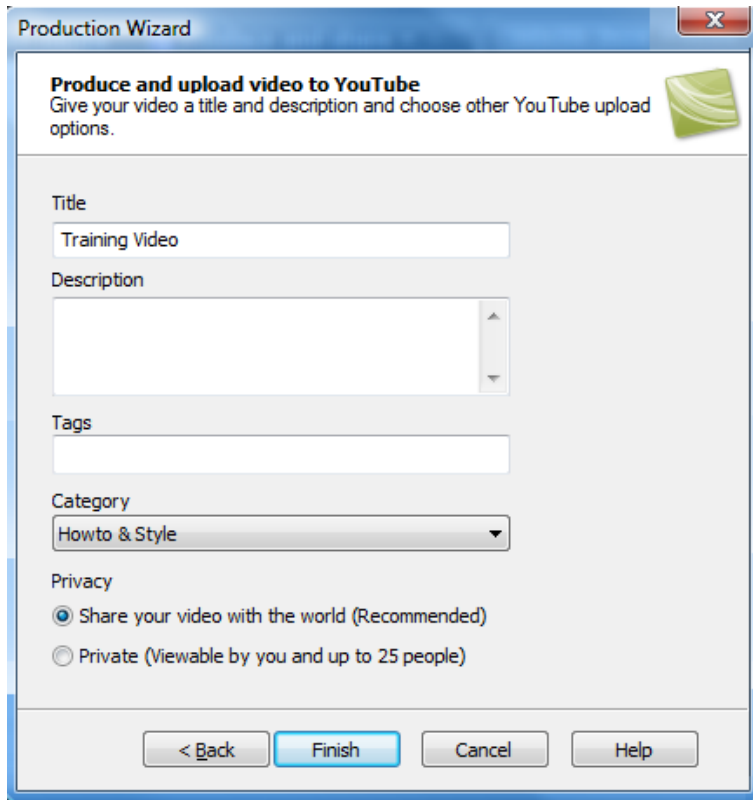 Production Wizard
Produce and upload video to YouTube
Give your video a title and description and choose other YouTube upload
options.
Title
Training Video
Description
Tags
Category
Howto & Style
Privacy
Share your video with the world (Recommended)
Private (Viewable by you and up to 25 people)
< Back Finish Cancel Help